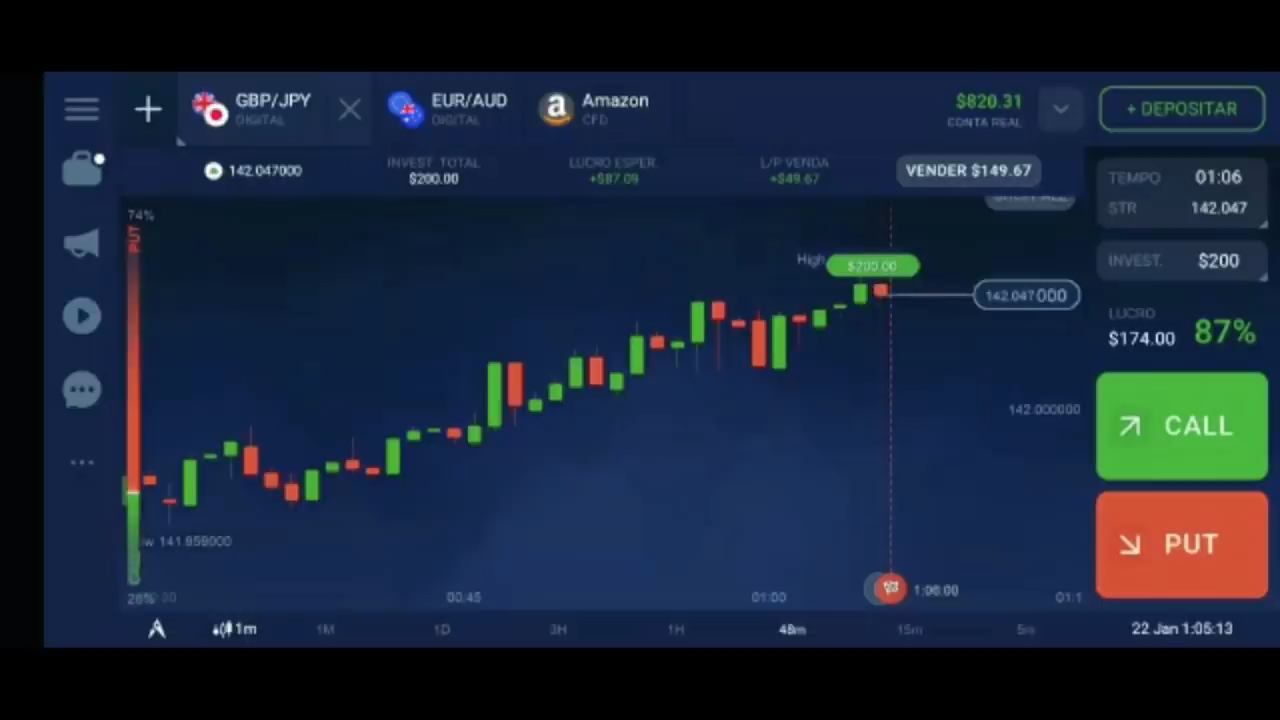 GBP/JPY
DIGITAL
EUR/AUD
DIGITAL
Amazon
CFD
$820.31
CONTA REAL
+ DEPOSITAR
142.047000
INVEST. TOTAL
$200.00
LUCRO ESPER.
+$87.09
L/P VENDA
+$49.67
VENDER $149.67
TEMPO 01:06
STR 142.047
INVEST. $200
LUCRO
$174.00 87%
CALL
PUT
74%
PUT
High
$200.00
142.047000
142.000000
141.959000
00:45
01:00
1:06:00
1m
1M
1D
3H
1H
48m
15m
5m
22 Jan 1:05:13